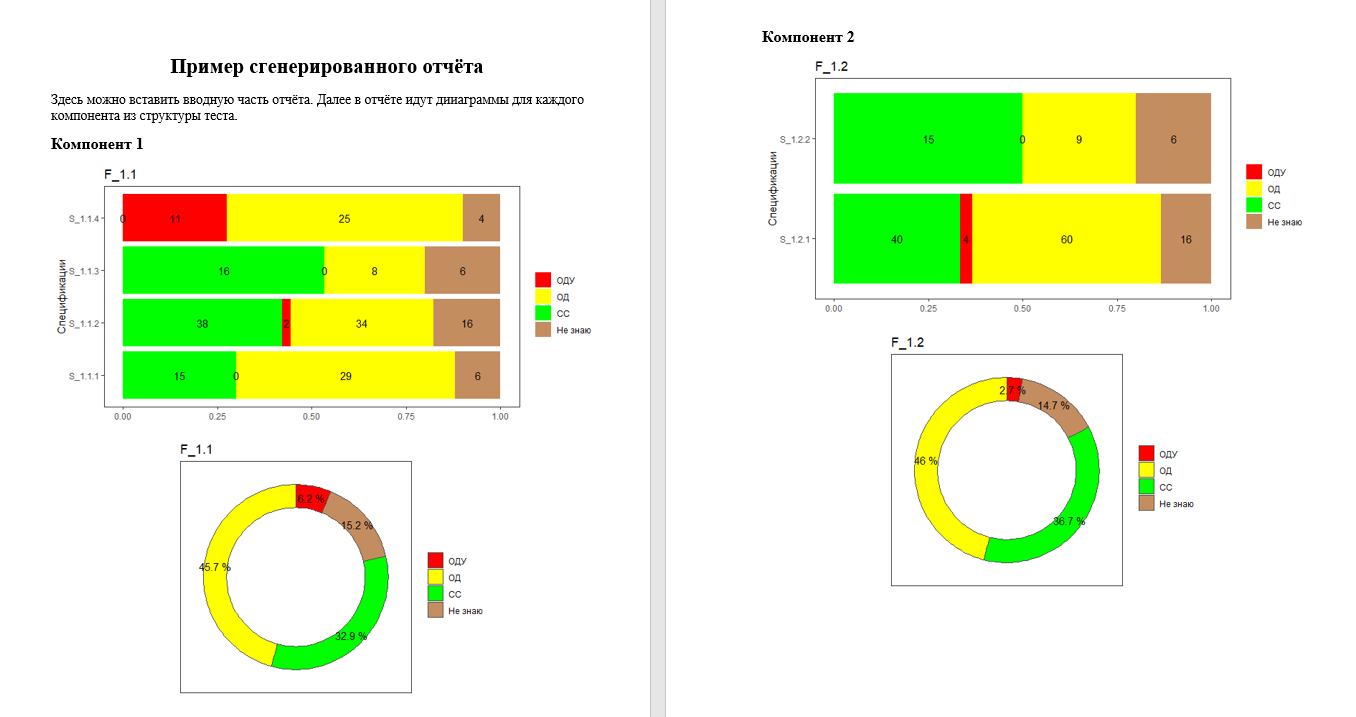 Пример сгенерированного отчёта
Здесь можно вставить вводную часть отчёта. Далее в отчёте идут дииаграммы для каждого
компонента из структуры теста.
Компонент 1
F_1.1
Спецификации
S_1.1.4
0 11 25 4
S_1.1.3
16 0 8 6
S_1.1.2
38 2 34 16
S_1.1.1
15 0 29 6
0.00 0.25 0.50 0.75 1.00
ОДУ
ОД
СС
Не знаю
F_1.1
6.2 %
15.2 %
45.7 %
32.9 %
ОДУ
ОД
СС
Не знаю
Компонент 2
F_1.2
Спецификации
S_1.2.2
15 0 9 6
S_1.2.1
40 4 60 16
0.00 0.25 0.50 0.75 1.00
ОДУ
ОД
СС
Не знаю
F_1.2
2.7 %
14.7 %
46 %
36.7 %
ОДУ
ОД
СС
Не знаю